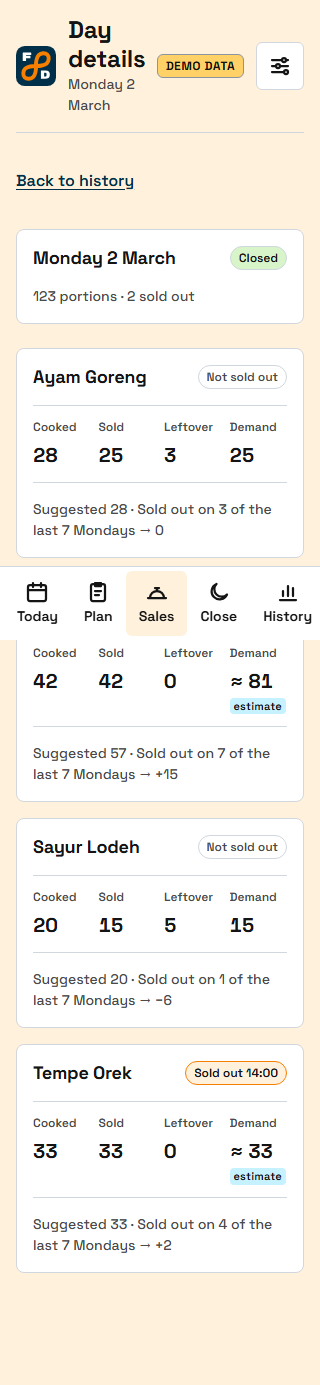 F
D
Day
details
Monday 2
March
DEMO DATA
Back to history
Monday 2 March
Closed
123 portions · 2 sold out
Ayam Goreng
Not sold out
Cooked Sold Leftover Demand
28 25 3 25
Suggested 28 · Sold out on 3 of the
last 7 Mondays → 0
Today Plan Sales Close History
Cooked Sold Leftover Demand
42 42 0 ≈ 81
estimate
Suggested 57 · Sold out on 7 of the
last 7 Mondays → +15
Sayur Lodeh
Not sold out
Cooked Sold Leftover Demand
20 15 5 15
Suggested 20 · Sold out on 1 of the
last 7 Mondays → −6
Tempe Orek
Sold out 14:00
Cooked Sold Leftover Demand
33 33 0 ≈ 33
estimate
Suggested 33 · Sold out on 4 of the
last 7 Mondays → +2